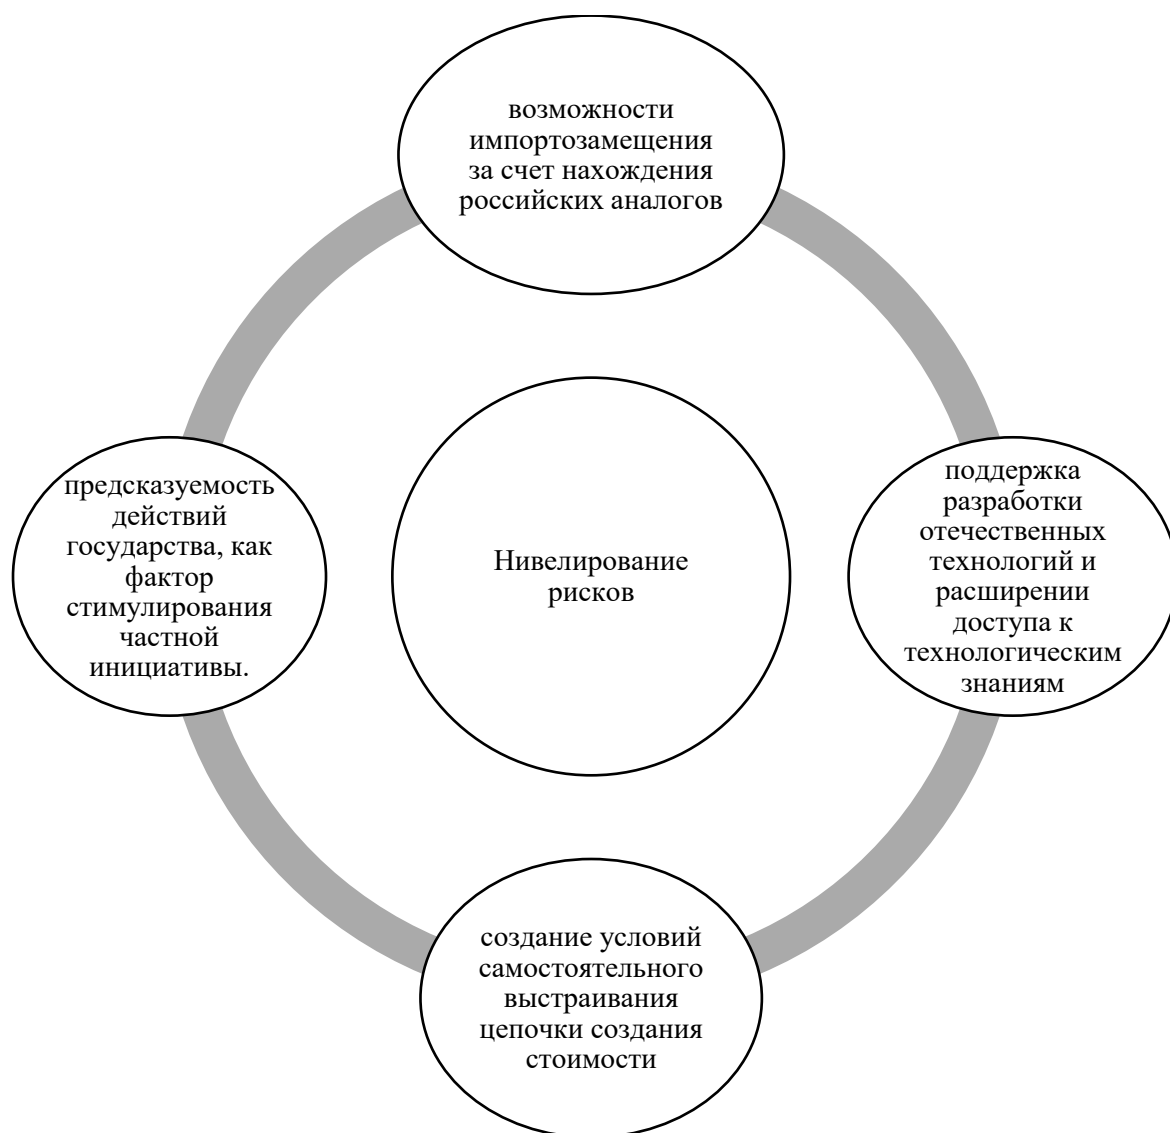 возможности
импортозамещения
за счет нахождения
российских аналогов
предсказуемость
действий
государства, как
фактор
стимулирования
частной
инициативы.
Нивелирование
рисков
поддержка
разработки
отечественных
технологий и
расширении
доступа к
технологическим
знаниям
создание условий
самостоятельного
выстраивания
цепочки создания
стоимости